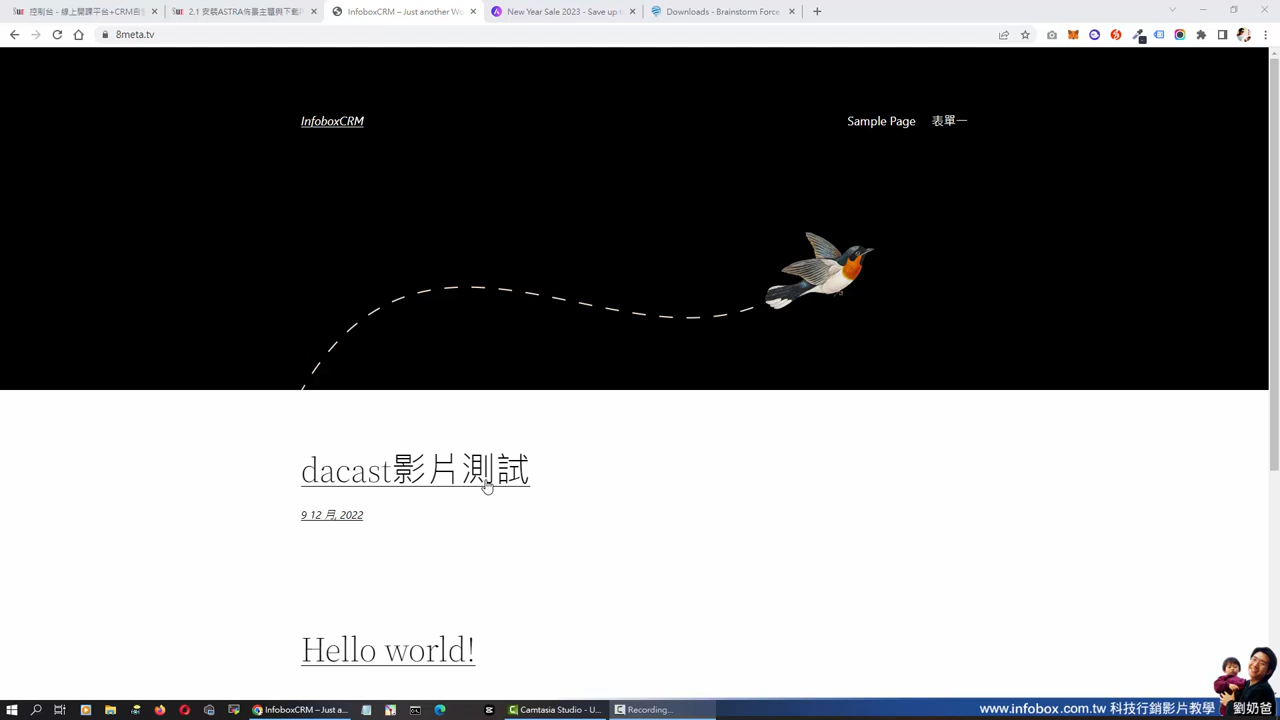 控制台 - 線上開課平台+CRM自動
2.1 安裝ASTRA佈景主題與下載P
InfoboxCRM – Just another Wo
New Year Sale 2023 - Save up to
Downloads - Brainstorm Force
8meta.tv
InfoboxCRM
Sample Page
表單一
dacast影片測試
9 12 月, 2022
Hello world!
InfoboxCRM – Just a...
Camtasia Studio - U...
Recording...
www.infobox.com.tw 科技行銷影片教學
劉奶爸